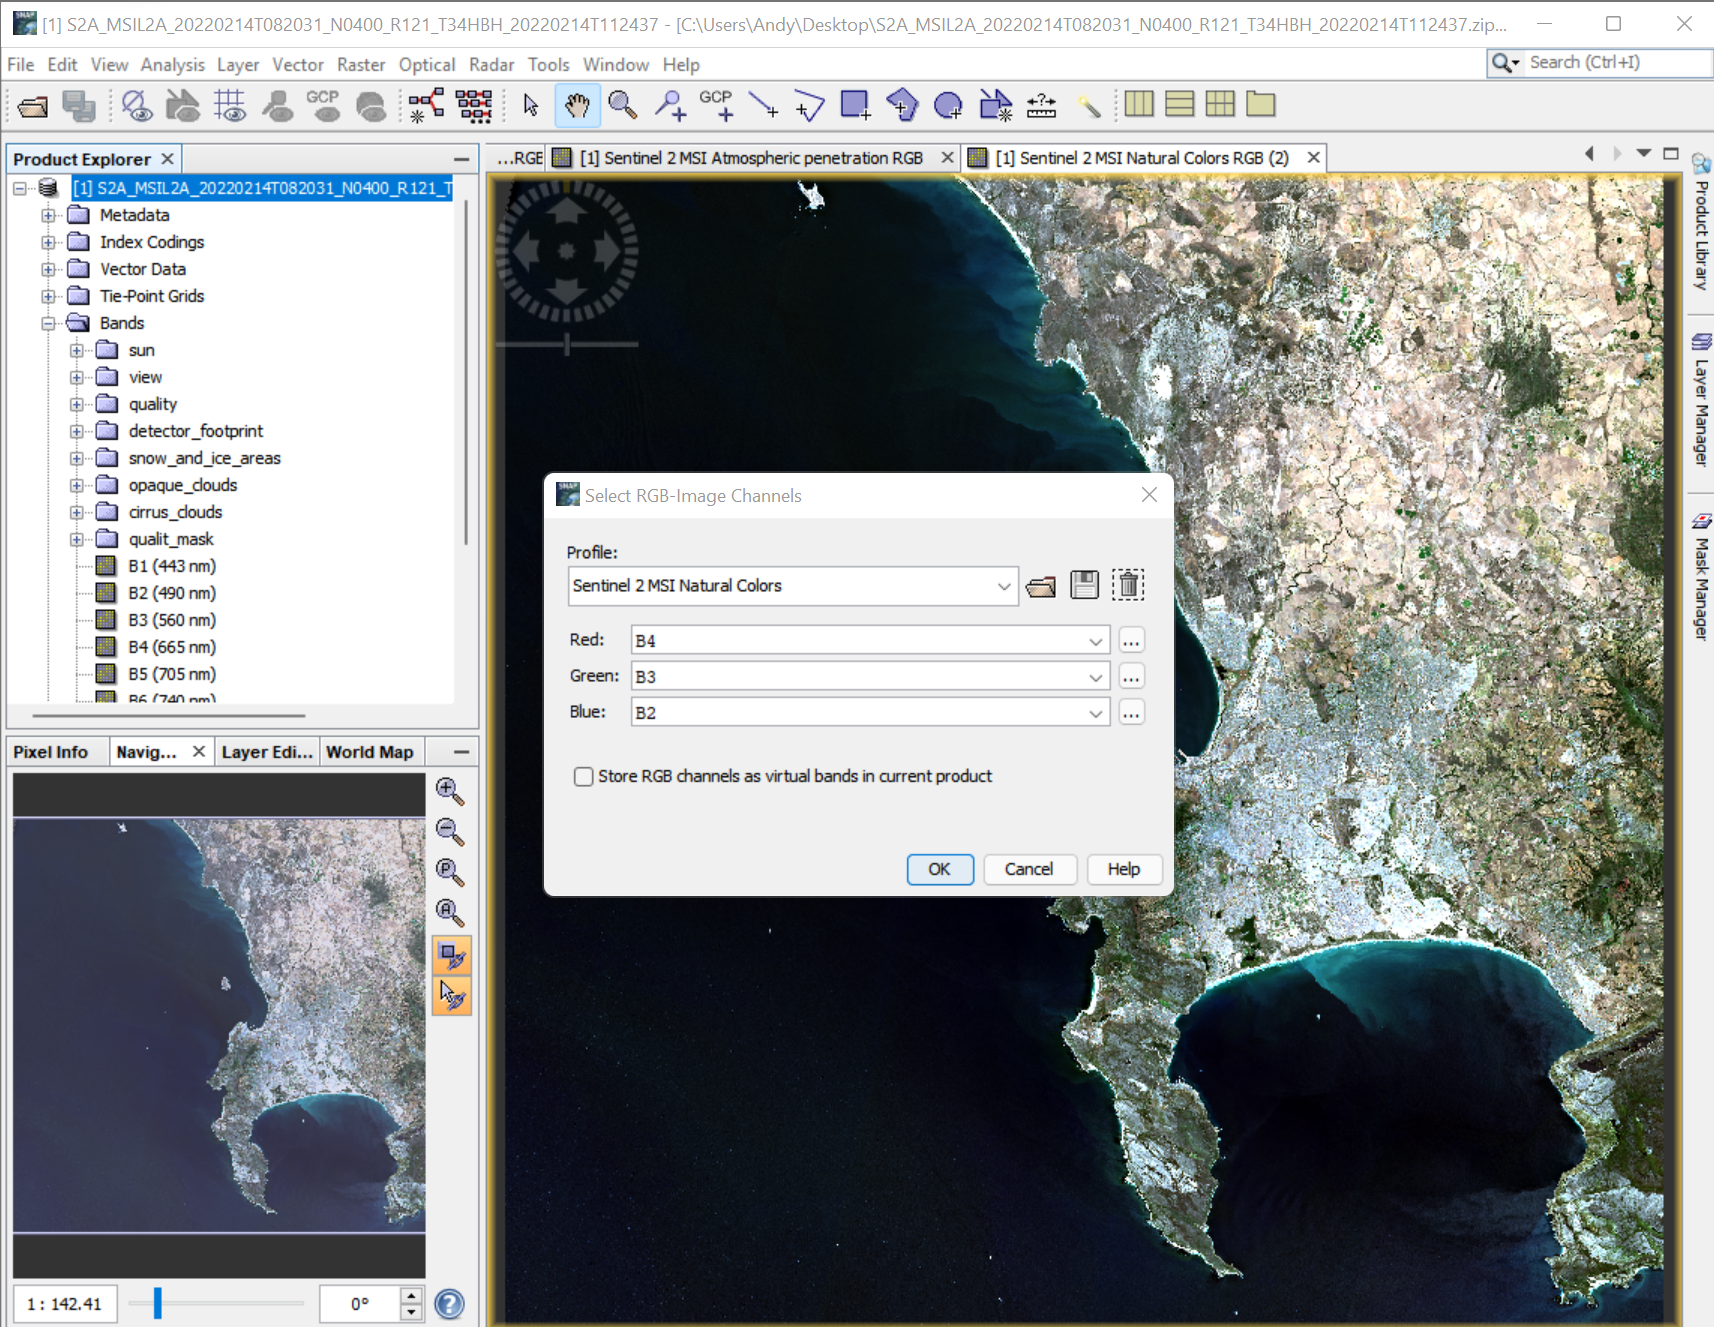 [1] S2A_MSIL2A_20220214T082031_N0400_R121_T34HBH_20220214T112437 - [C:\Users\Andy\Desktop\S2A_MSIL2A_20220214T082031_N0400_R121_T34HBH_20220214T112437.zip...
File Edit View Analysis Layer Vector Raster Optical Radar Tools Window Help
Search (Ctrl+I)
GCP
GCP
Product Explorer
...RGB
[1] Sentinel 2 MSI Atmospheric penetration RGB
[1] Sentinel 2 MSI Natural Colors RGB (2)
[1] S2A_MSIL2A_20220214T082031_N0400_R121_T
Metadata
Index Codings
Vector Data
Tie-Point Grids
Bands
sun
view
quality
detector_footprint
snow_and_ice_areas
opaque_clouds
cirrus_clouds
qualit_mask
B1 (443 nm)
B2 (490 nm)
B3 (560 nm)
B4 (665 nm)
B5 (705 nm)
B6 (740 nm)
Product Library
Layer Manager
Mask Manager
SNAP
Select RGB-Image Channels
Profile:
Sentinel 2 MSI Natural Colors
Red: B4 ...
Green: B3 ...
Blue: B2 ...
Store RGB channels as virtual bands in current product
OK Cancel Help
Pixel Info Navig... Layer Edi... World Map
P
A
1 : 142.41
0°
?